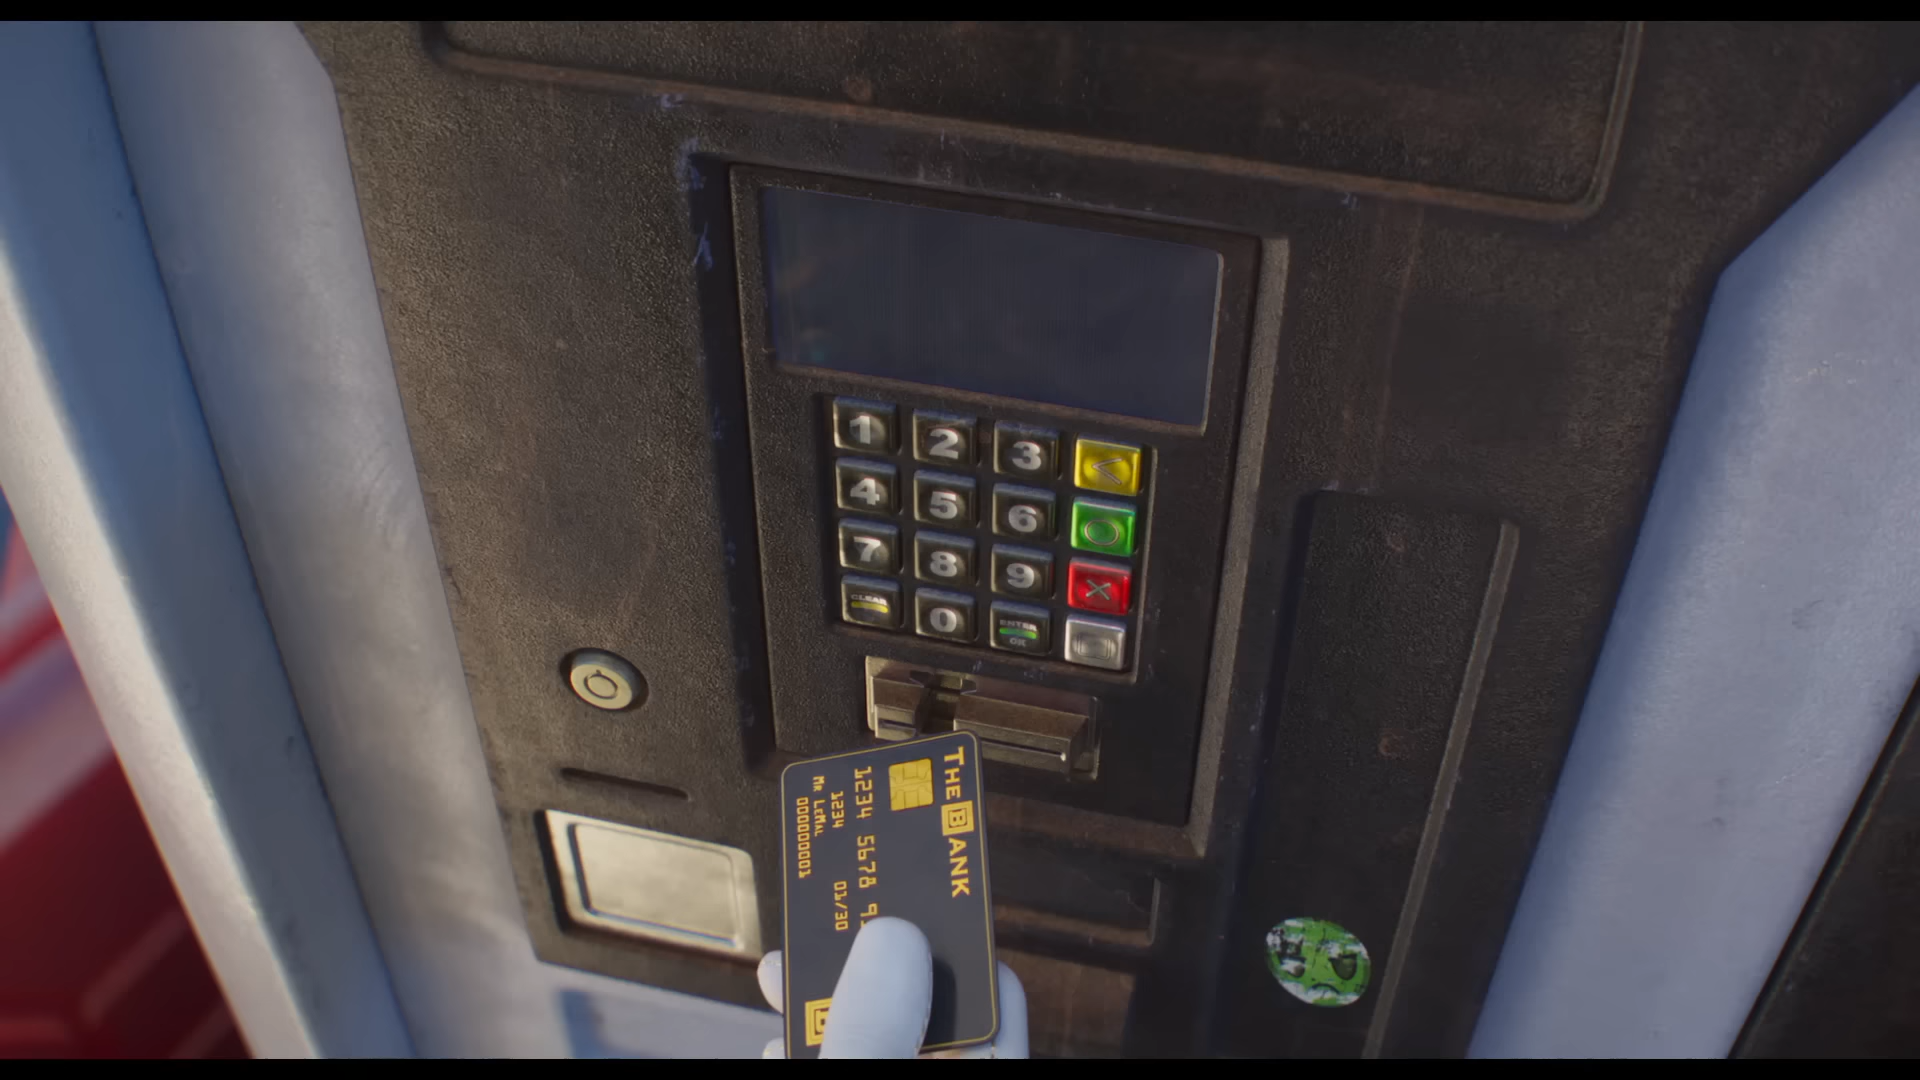 1 2 3
4 5 6
7 8 9
CLEAR 0 ENTER
OK
THE BANK
1234 5678 9
1234 01/30
MR LEMAL
000000001
B